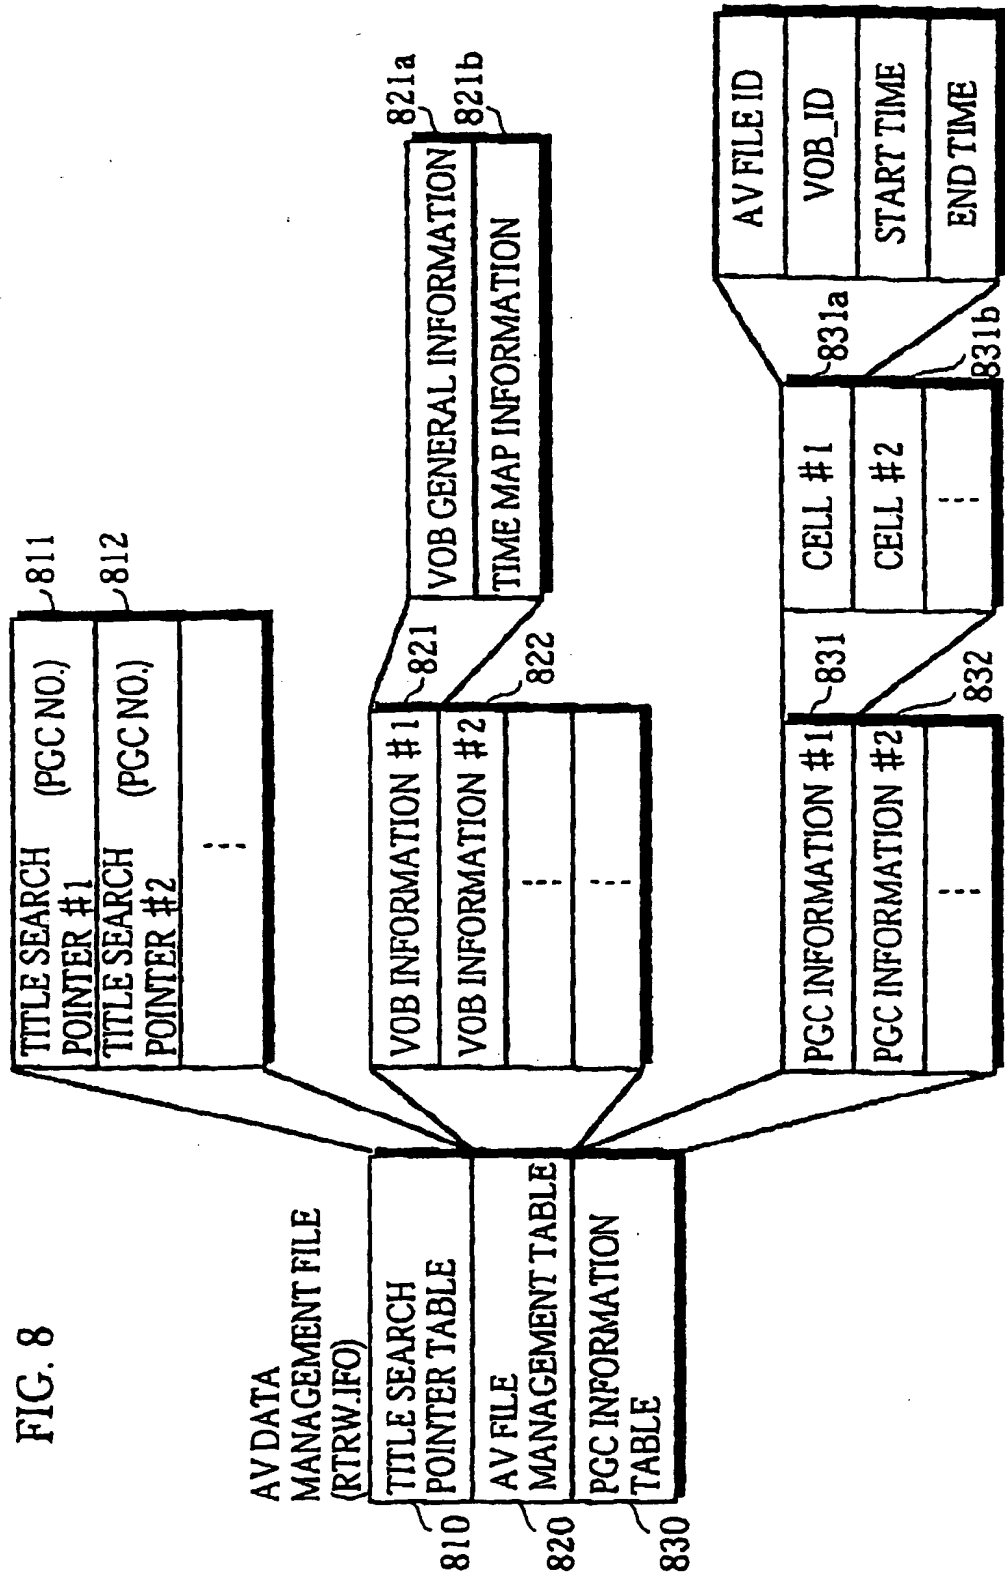 FIG. 8
AV DATA
MANAGEMENT FILE
(RTRW.IFO)
TITLE SEARCH
POINTER TABLE
810
AV FILE
MANAGEMENT TABLE
820
PGC INFORMATION
TABLE
830
TITLE SEARCH
POINTER #1
(PGC NO.)
811
TITLE SEARCH
POINTER #2
(PGC NO.)
812
VOB INFORMATION #1
821
VOB INFORMATION #2
822
VOB GENERAL INFORMATION
821a
TIME MAP INFORMATION
821b
PGC INFORMATION #1
831
PGC INFORMATION #2
832
CELL #1
831a
CELL #2
831b
AV FILE ID
VOB_ID
START TIME
END TIME